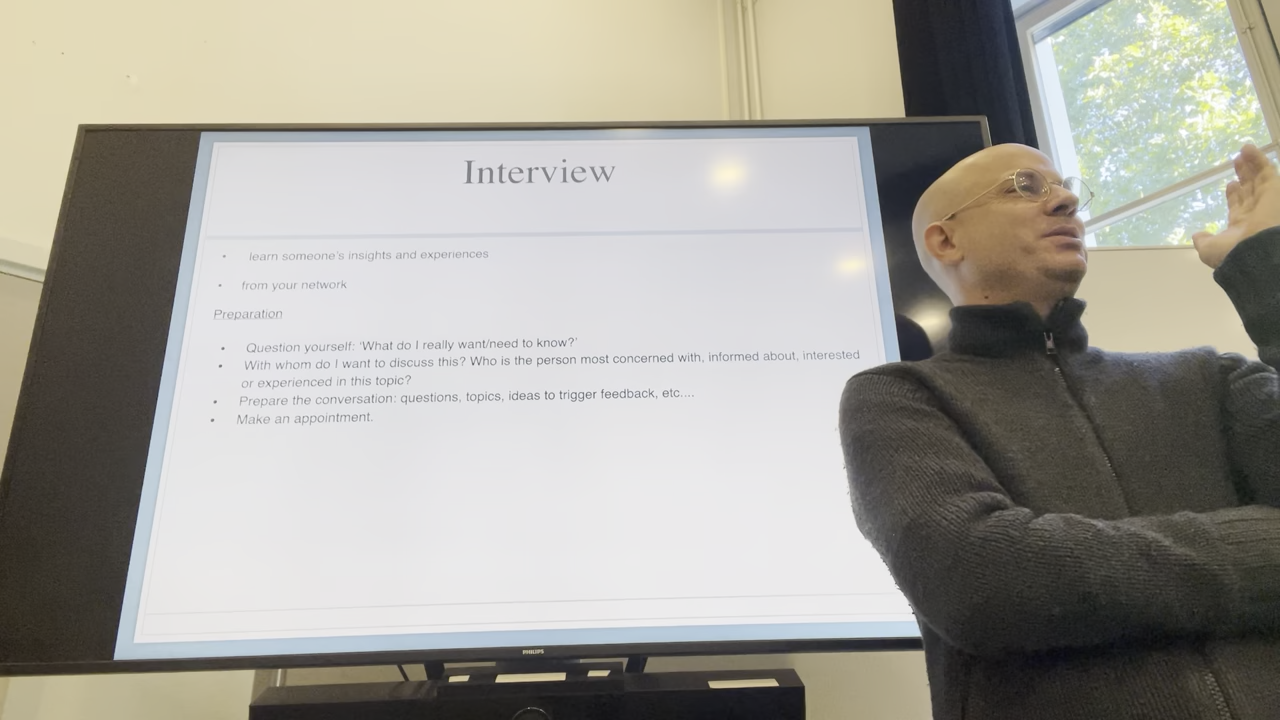 Interview
learn someone's insights and experiences
from your network
Preparation
Question yourself: 'What do I really want/need to know?'
With whom do I want to discuss this? Who is the person most concerned with, informed about, interested
or experienced in this topic?
Prepare the conversation: questions, topics, ideas to trigger feedback, etc....
Make an appointment.
PHILIPS